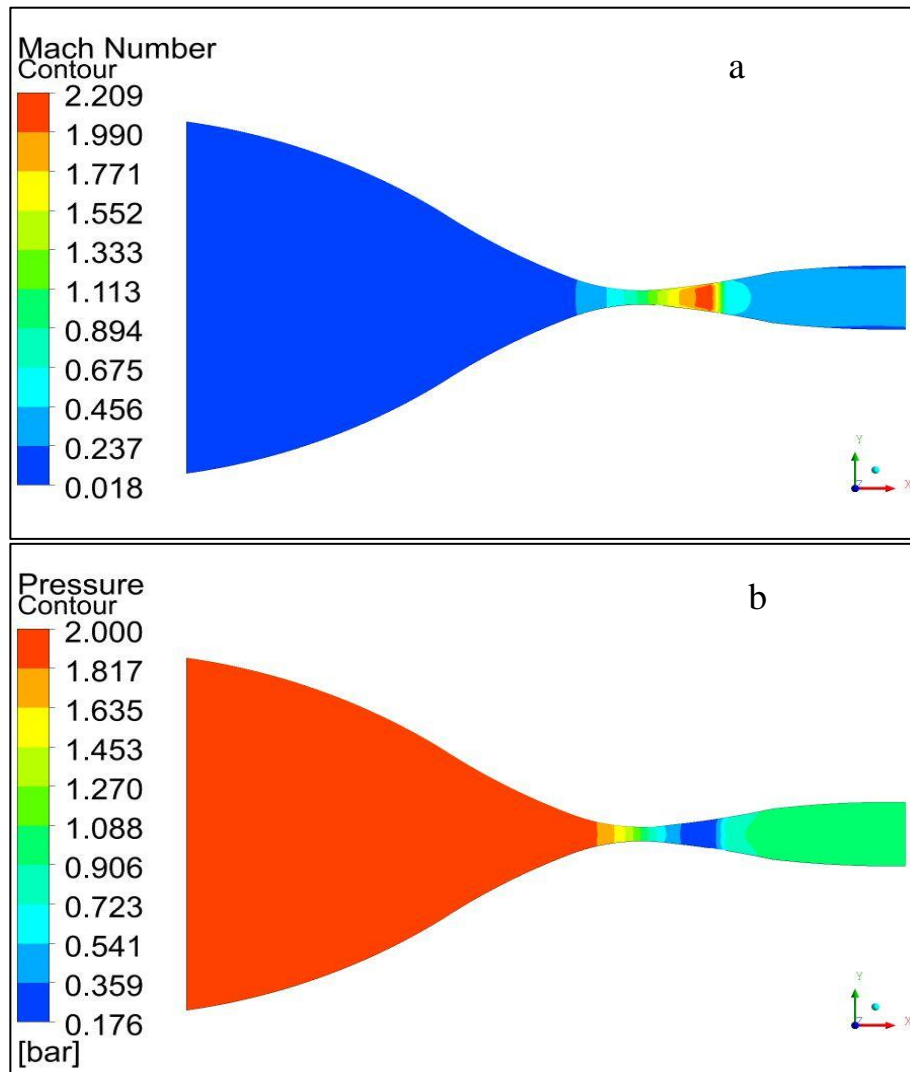 a
Mach Number
Contour
2.209
1.990
1.771
1.552
1.333
1.113
0.894
0.675
0.456
0.237
0.018
Y
Z
X
b
Pressure
Contour
2.000
1.817
1.635
1.453
1.270
1.088
0.906
0.723
0.541
0.359
0.176
[bar]
Y
Z
X